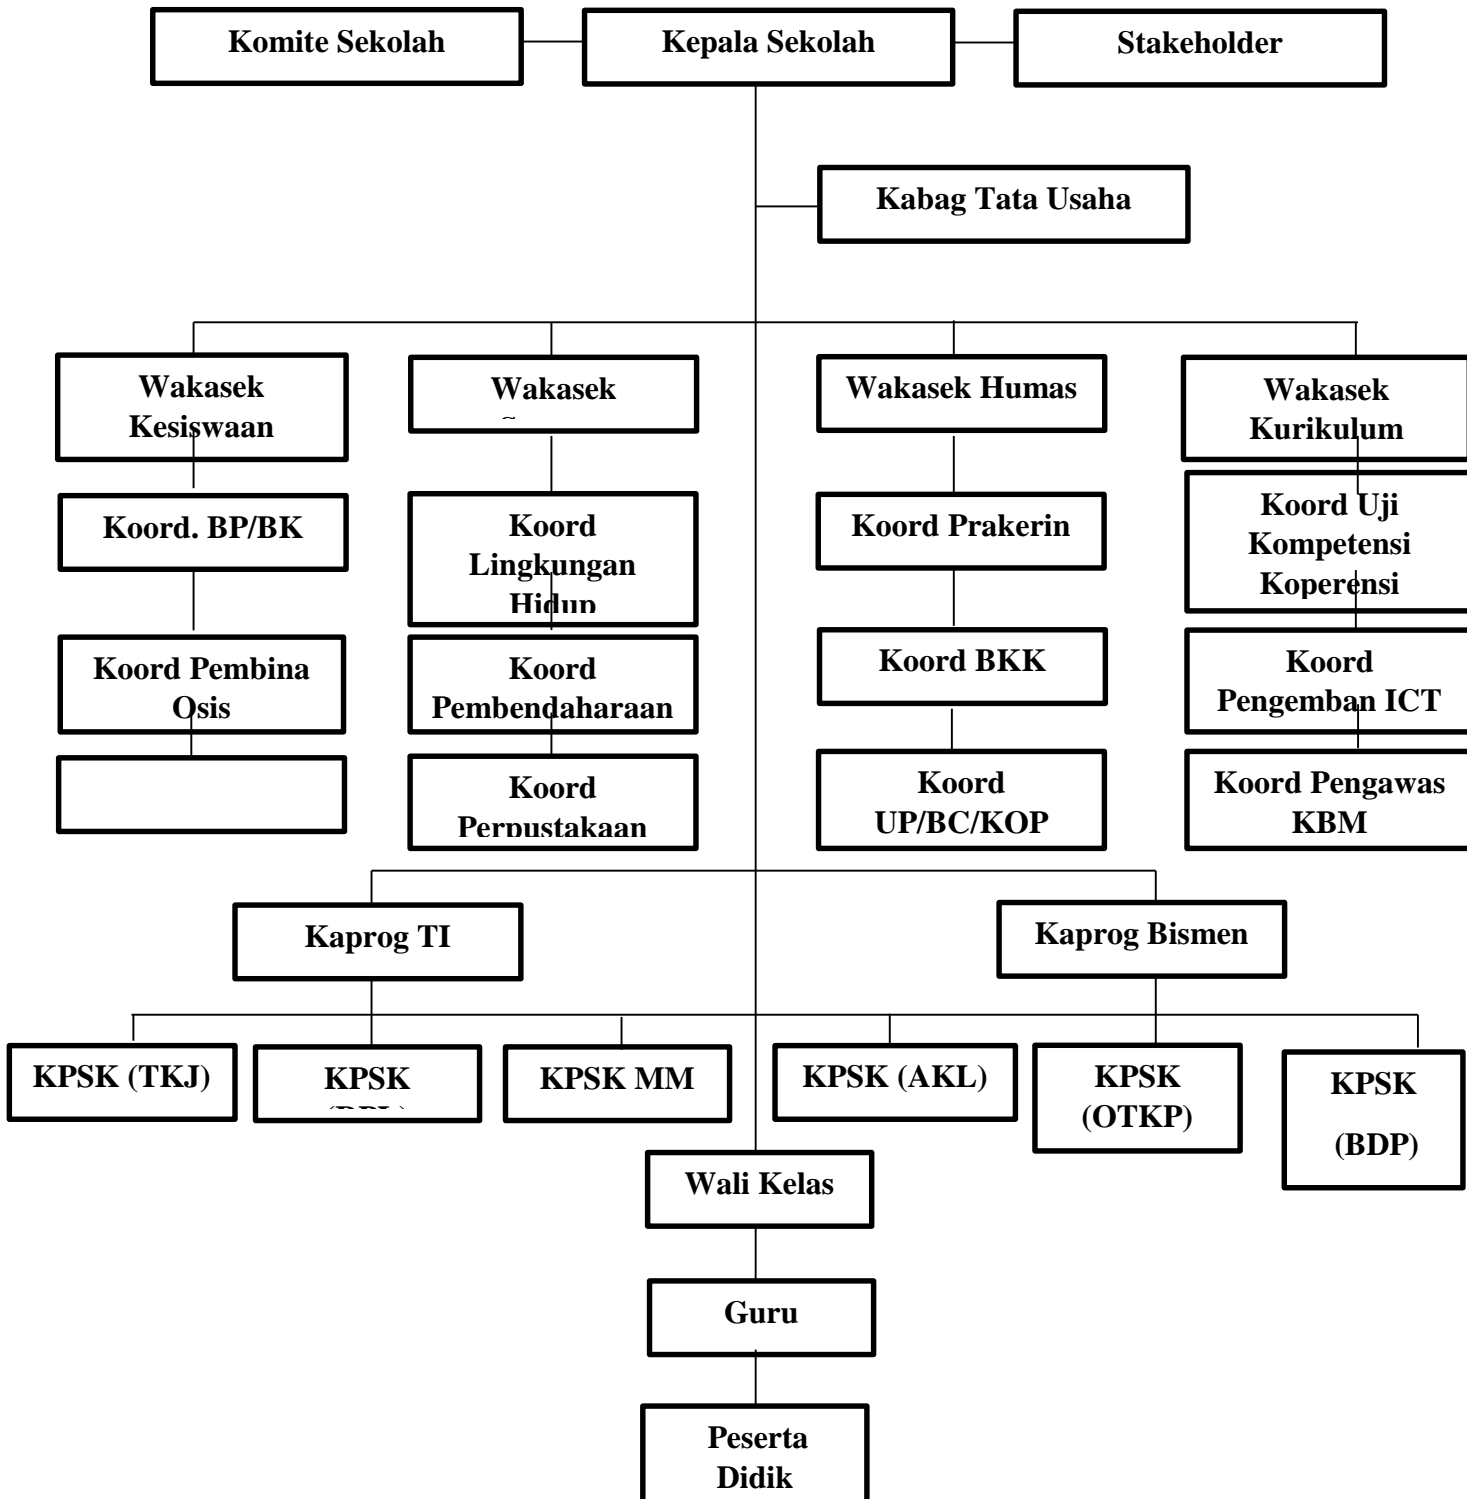 Komite Sekolah
Kepala Sekolah
Stakeholder
Kabag Tata Usaha
Wakasek
Kesiswaan
Wakasek
Wakasek Humas
Wakasek
Kurikulum
Koord. BP/BK
Koord
Lingkungan
Hidup
Koord Prakerin
Koord Uji
Kompetensi
Koperensi
Koord Pembina
Osis
Koord
Pembendaharaan
Koord BKK
Koord
Pengemban ICT
Koord
Perpustakaan
Koord
UP/BC/KOP
Koord Pengawas
KBM
Kaprog TI
Kaprog Bismen
KPSK (TKJ)
KPSK
KPSK MM
KPSK (AKL)
KPSK
(OTKP)
KPSK
(BDP)
Wali Kelas
Guru
Peserta
Didik